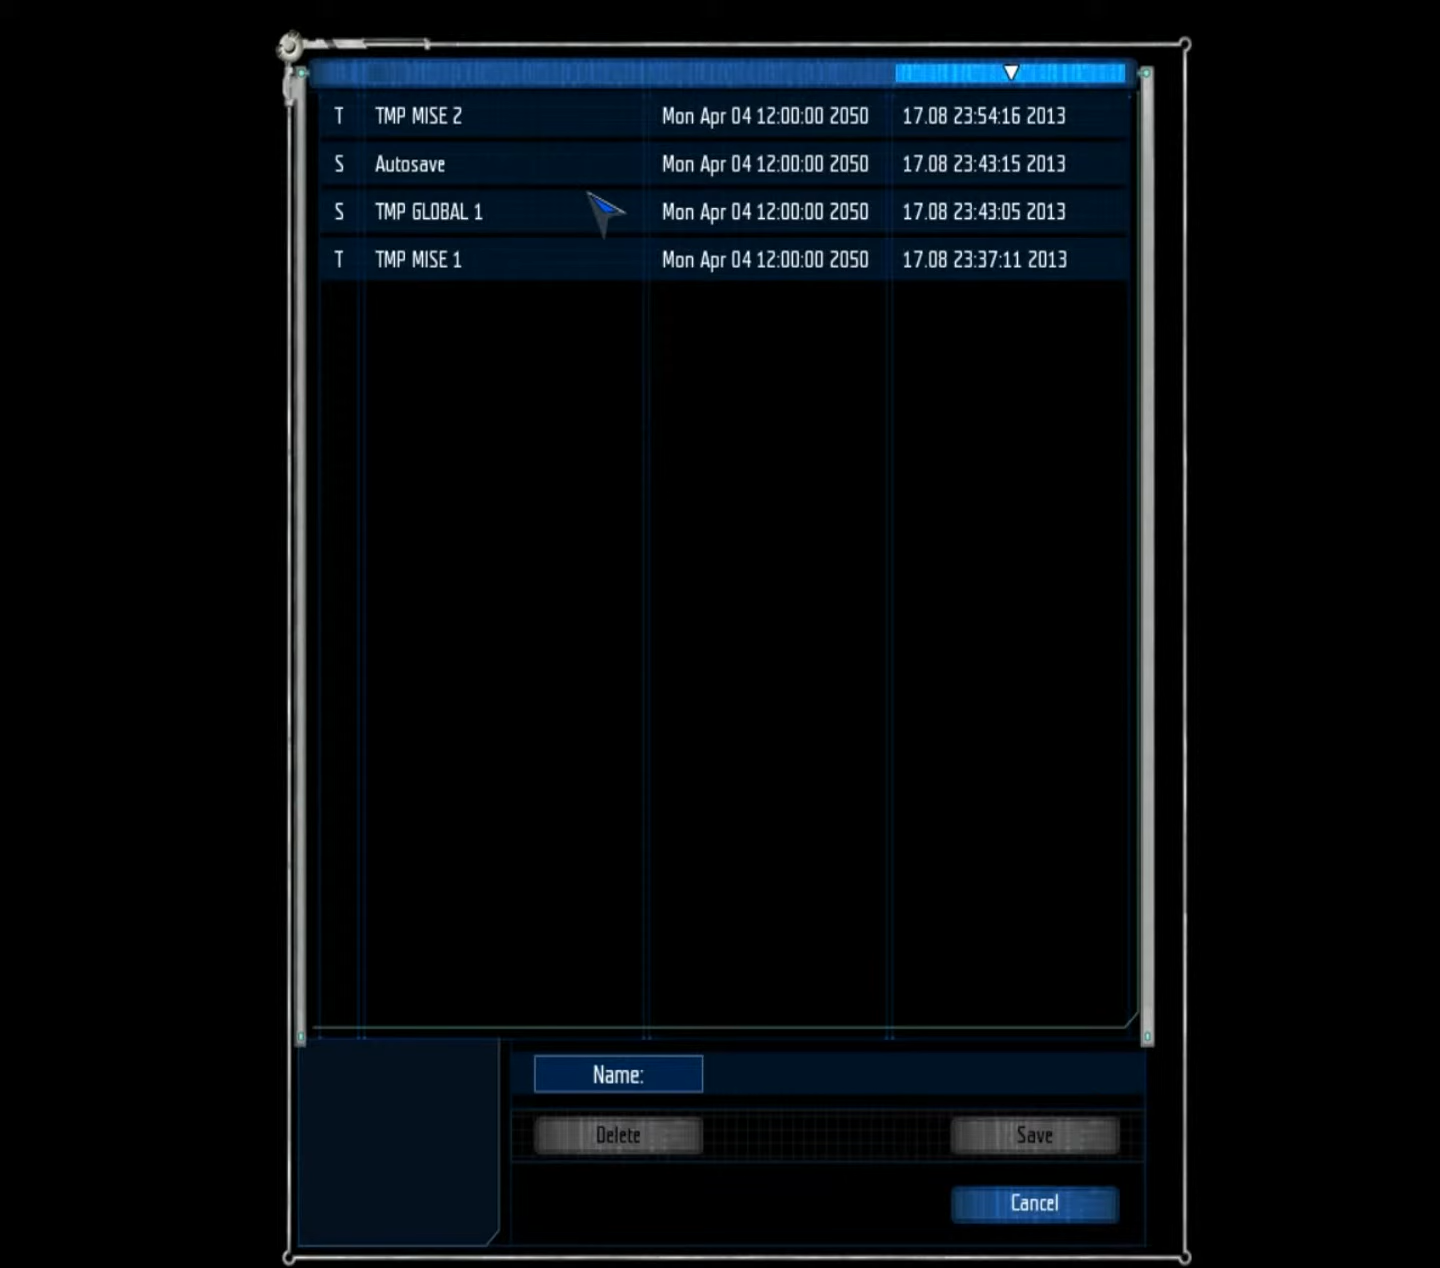 T TMP MISE 2 Mon Apr 04 12:00:00 2050 17.08 23:54:16 2013
S Autosave Mon Apr 04 12:00:00 2050 17.08 23:43:15 2013
S TMP GLOBAL 1 Mon Apr 04 12:00:00 2050 17.08 23:43:05 2013
T TMP MISE 1 Mon Apr 04 12:00:00 2050 17.08 23:37:11 2013
Name:
Delete Save
Cancel